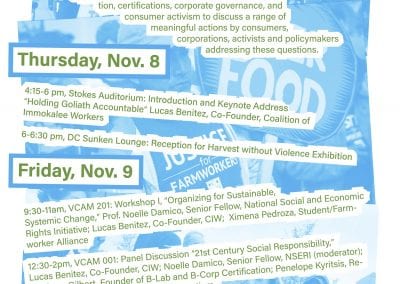 tion, certifications, corporate governance, and
consumer activism to discuss a range of
meaningful actions by consumers,
corporations, activists and policymakers
addressing these questions.
Thursday, Nov. 8
4:15-6 pm, Stokes Auditorium: Introduction and Keynote Address
"Holding Goliath Accountable" Lucas Benitez, Co-Founder, Coalition of
Immokalee Workers
FOOD
6-6:30 pm, DC Sunken Lounge: Reception for Harvest without Violence Exhibition
JUSTICE
for
FARMWORKER
Friday, Nov. 9
9:30-11am, VCAM 201: Workshop I, "Organizing for Sustainable,
Systemic Change," Prof. Noelle Damico, Senior Fellow, National Social and Economic
Rights Initiative; Lucas Benitez, Co-Founder, CIW; Ximena Pedroza, Student/Farm-
worker Alliance
12:30-2pm, VCAM 001: Panel Discussion "21st Century Social Responsibility,"
Lucas Benitez, Co-Founder, CIW; Noelle Damico, Senior Fellow, NSERI (moderator);
Gilbert, Founder of B-Lab and B-Corp Certification; Penelope Kyritsis, Re-